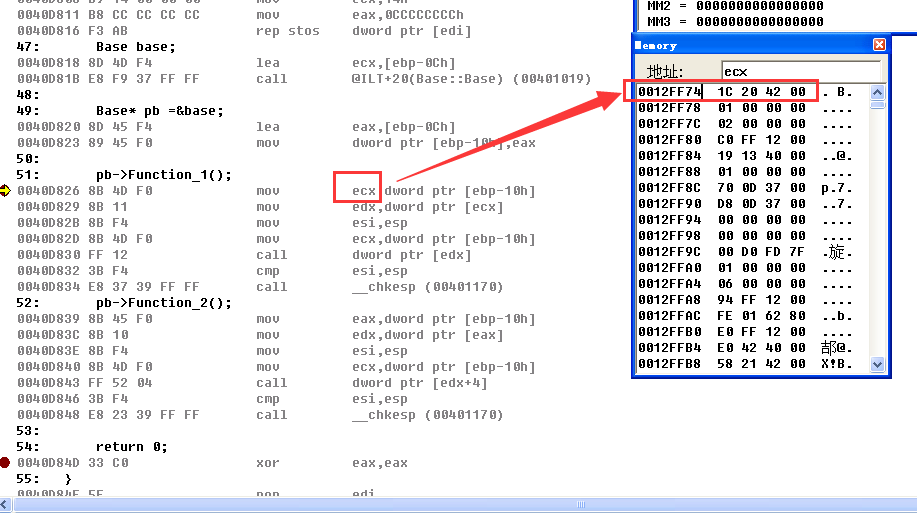 0040D811 B8 CC CC CC CC mov eax,0CCCCCCCCh
0040D816 F3 AB rep stos dword ptr [edi]
47: Base base;
0040D818 8D 4D F4 lea ecx,[ebp-0Ch]
0040D81B E8 F9 37 FF FF call @ILT+20(Base::Base) (00401019)
48:
49: Base* pb =&base;
0040D820 8D 45 F4 lea eax,[ebp-0Ch]
0040D823 89 45 F0 mov dword ptr [ebp-10h],eax
50:
51: pb->Function_1();
0040D826 8B 4D F0 mov ecx,dword ptr [ebp-10h]
0040D829 8B 11 mov edx,dword ptr [ecx]
0040D82B 8B F4 mov esi,esp
0040D82D 8B 4D F0 mov ecx,dword ptr [ebp-10h]
0040D830 FF 12 call dword ptr [edx]
0040D832 3B F4 cmp esi,esp
0040D834 E8 37 39 FF FF call __chkesp (00401170)
52: pb->Function_2();
0040D839 8B 45 F0 mov eax,dword ptr [ebp-10h]
0040D83C 8B 10 mov edx,dword ptr [eax]
0040D83E 8B F4 mov esi,esp
0040D840 8B 4D F0 mov ecx,dword ptr [ebp-10h]
0040D843 FF 52 04 call dword ptr [edx+4]
0040D846 3B F4 cmp esi,esp
0040D848 E8 23 39 FF FF call __chkesp (00401170)
53:
54: return 0;
0040D84D 33 C0 xor eax,eax
55: }
0040D84F 5F pop edi
MM2 = 0000000000000000
MM3 = 0000000000000000
Memory
地址: ecx
0012FF74 1C 20 42 00 . B.
0012FF78 01 00 00 00 ....
0012FF7C 02 00 00 00 ....
0012FF80 C0 FF 12 00 ....
0012FF84 19 13 40 00 ..@.
0012FF88 01 00 00 00 ....
0012FF8C 70 0D 37 00 p.7.
0012FF90 D8 0D 37 00 ..7.
0012FF94 00 00 00 00 ....
0012FF98 00 00 00 00 ....
0012FF9C 00 D0 FD 7F .旋.
0012FFA0 01 00 00 00 ....
0012FFA4 06 00 00 00 ....
0012FFA8 94 FF 12 00 ....
0012FFAC FE 01 62 80 ..b.
0012FFB0 E0 FF 12 00 ....
0012FFB4 E0 42 40 00 郆@.
0012FFB8 58 21 42 00 X!B.